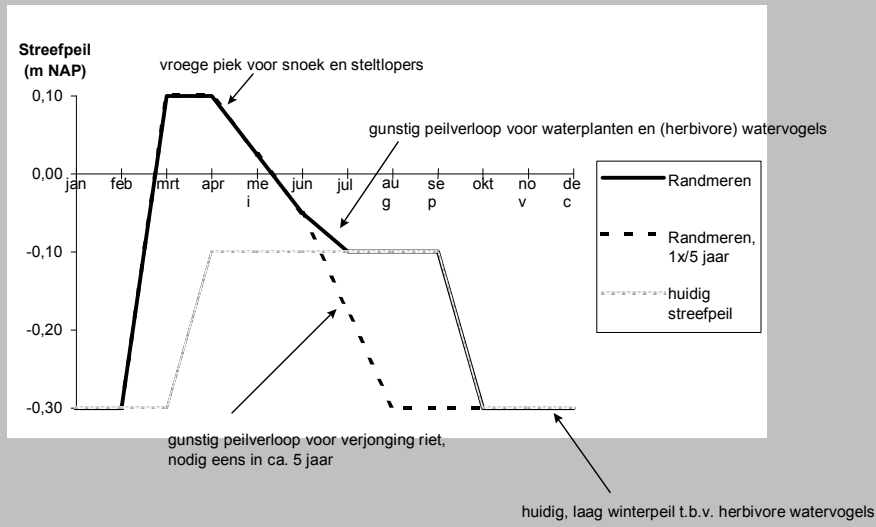 Streefpeil
(m NAP)
vroege piek voor snoek en steltlopers
0,10
gunstig peilverloop voor waterplanten en (herbivore) watervogels
0,00
jan
feb
mrt
apr
me
i
jun
jul
au
g
se
p
okt
no
v
de
c
Randmeren
Randmeren,
1x/5 jaar
huidig
streefpeil
-0,10
-0,20
-0,30
gunstig peilverloop voor verjonging riet,
nodig eens in ca. 5 jaar
huidig, laag winterpeil t.b.v. herbivore watervogels